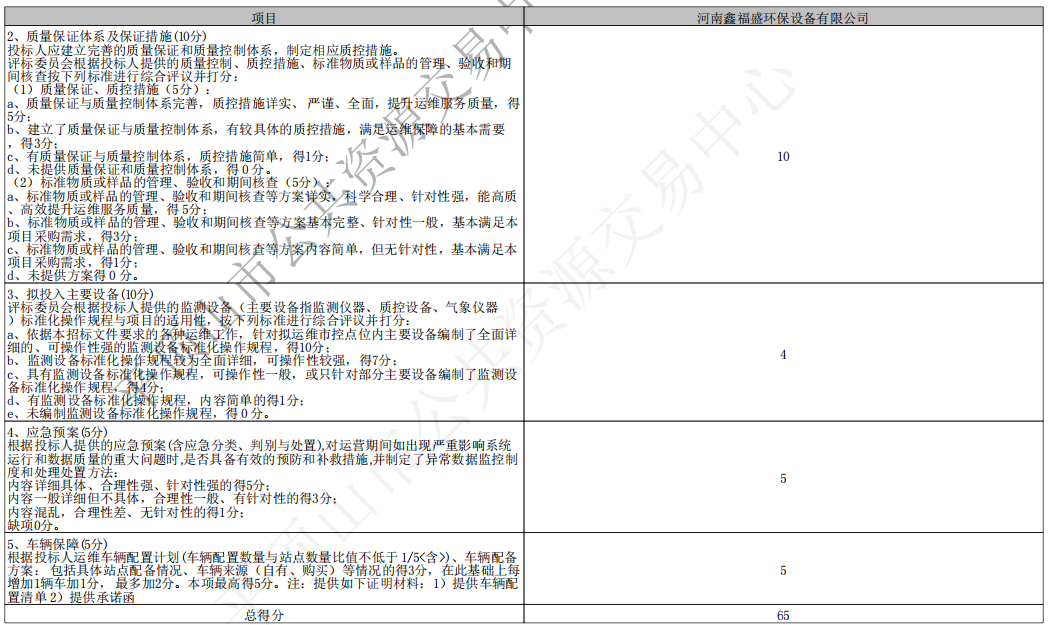 项目
河南鑫福盛环保设备有限公司
2、质量保证体系及保证措施(10分)
投标人应建立完善的质量保证和质量控制体系，制定相应质控措施。
评标委员会根据投标人提供的质量控制、质控措施、标准物质或样品的管理、验收和期
间核查按下列标准进行综合评议并打分：
（1）质量保证、质控措施（5分）：
a、质量保证与质量控制体系完善，质控措施详实、 严谨、全面，提升运维服务质量，得
5分；
b、建立了质量保证与质量控制体系，有较具体的质控措施，满足运维保障的基本需要
，得3分；
c、有质量保证与质量控制体系，质控措施简单，得1分；
d、未提供质量保证和质量控制体系，得 0 分。
（2）标准物质或样品的管理、验收和期间核查（5分）：
a、标准物质或样品的管理、验收和期间核查等方案详实，科学合理、针对性强，能高质
、高效提升运维服务质量，得 5分；
b、标准物质或样品的管理、验收和期间核查等方案基本完整、针对性一般，基本满足本
项目采购需求，得3分；
c、标准物质或样品的管理、验收和期间核查等方案内容简单，但无针对性，基本满足本
项目采购需求，得1分；
d、未提供方案得 0 分。
10
3、拟投入主要设备(10分)
评标委员会根据投标人提供的监测设备（主要设备指监测仪器、质控设备、气象仪器
）标准化操作规程与项目的适用性，按下列标准进行综合评议并打分：
a、依据本招标文件要求的各种运维工作，针对拟运维市控点位内主要设备编制了全面详
细的、可操作性强的监测设备标准化操作规程，得10分；
b、监测设备标准化操作规程较为全面详细，可操作性较强，得7分；
c、具有监测设备标准化操作规程，可操作性一般，或只针对部分主要设备编制了监测设
备标准化操作规程，得4分；
d、有监测设备标准化操作规程，内容简单的得1分；
e、未编制监测设备标准化操作规程，得 0 分。
4
4、应急预案(5分)
根据投标人提供的应急预案(含应急分类、判别与处置),对运营期间如出现严重影响系统
运行和数据质量的重大问题时,是否具备有效的预防和补救措施,并制定了异常数据监控制
度和处理处置方法；
内容详细具体、合理性强、针对性强的得5分；
内容一般详细但不具体，合理性一般、有针对性的得3分；
内容混乱，合理性差、无针对性的得1分；
缺项0分。
5
5、车辆保障(5分)
根据投标人运维车辆配置计划(车辆配置数量与站点数量比值不低于 1/5<含>)、车辆配备
方案： 包括具体站点配备情况、车辆来源（自有、购买）等情况的得3分，在此基础上每
增加1辆车加1分， 最多加2分。本项最高得5分。注：提供如下证明材料：1）提供车辆配
置清单 2）提供承诺函
5
总得分
65
平顶山市公共资源交易中心
平顶山市公共资源交易中心